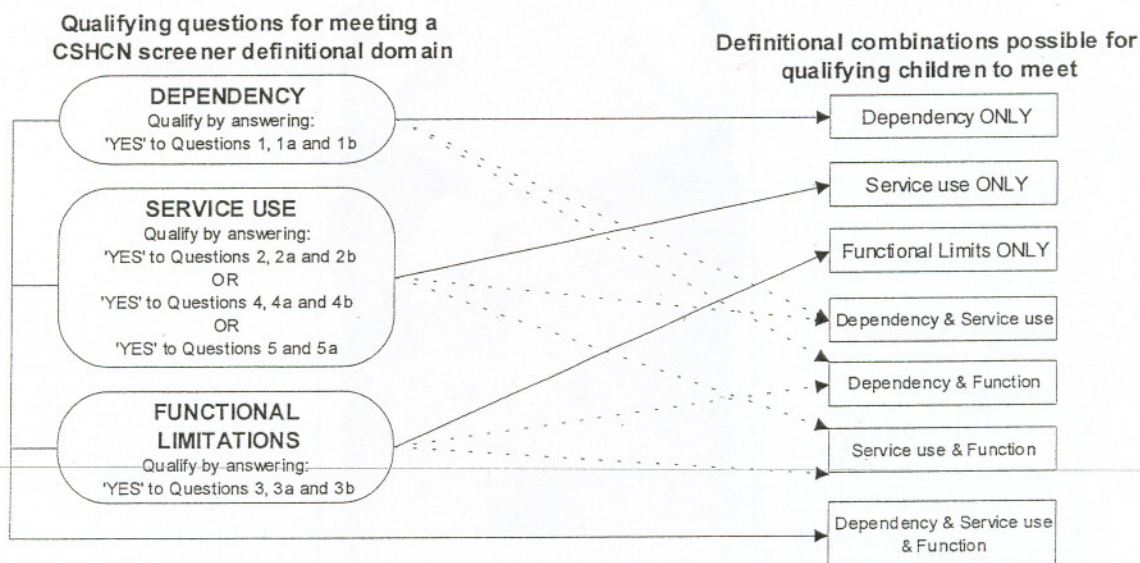 Qualifying questions for meeting a
CSHCN screener definitional domain
DEPENDENCY
Qualify by answering:
'YES' to Questions 1, 1a and 1b
SERVICE USE
Qualify by answering:
'YES' to Questions 2, 2a and 2b
OR
'YES' to Questions 4, 4a and 4b
OR
'YES' to Questions 5 and 5a
FUNCTIONAL
LIMITATIONS
Qualify by answering:
'YES' to Questions 3, 3a and 3b
Definitional combinations possible for
qualifying children to meet
Dependency ONLY
Service use ONLY
Functional Limits ONLY
Dependency & Service use
Dependency & Function
Service use & Function
Dependency & Service use
& Function